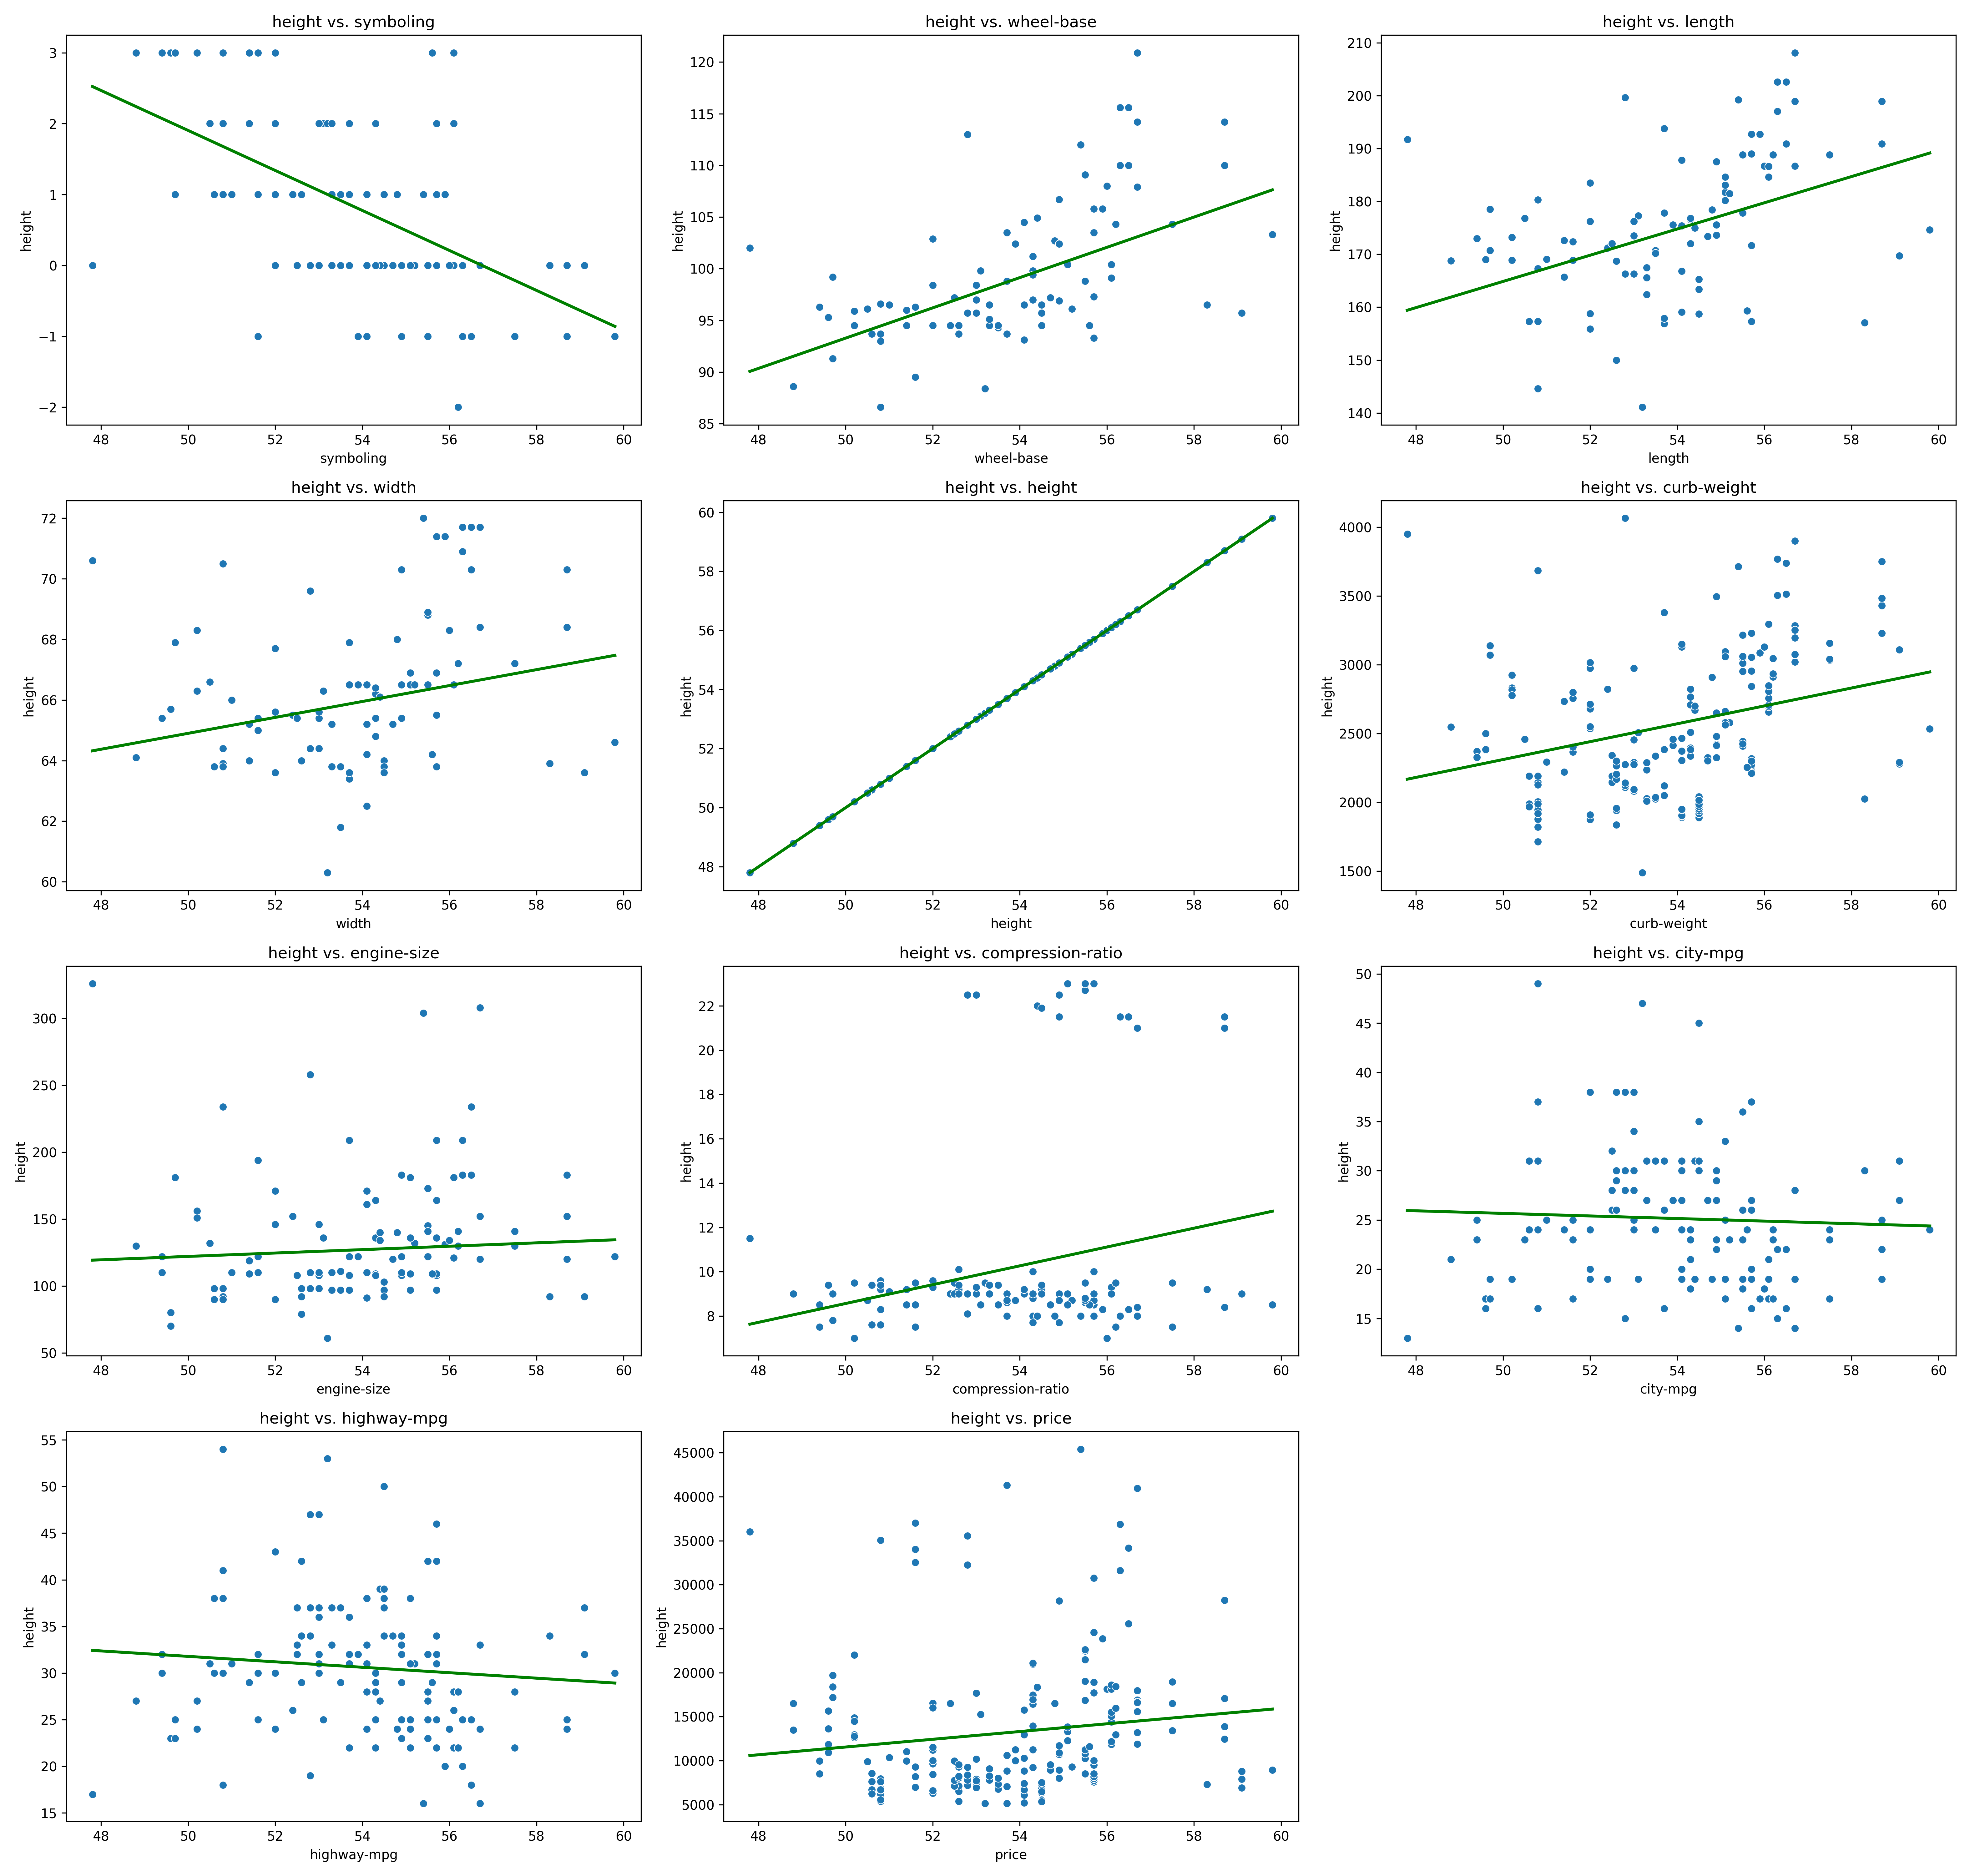 height vs. symboling
height vs. wheel-base
height vs. length
3
2
1
0
−1
−2
height
48 50 52 54 56 58 60
symboling
120
115
110
105
100
95
90
85
height
48 50 52 54 56 58 60
wheel-base
210
200
190
180
170
160
150
140
height
48 50 52 54 56 58 60
length
height vs. width
height vs. height
height vs. curb-weight
72
70
68
66
64
62
60
height
48 50 52 54 56 58 60
width
60
58
56
54
52
50
48
height
48 50 52 54 56 58 60
height
4000
3500
3000
2500
2000
1500
height
48 50 52 54 56 58 60
curb-weight
height vs. engine-size
height vs. compression-ratio
height vs. city-mpg
300
250
200
150
100
50
height
48 50 52 54 56 58 60
engine-size
22
20
18
16
14
12
10
8
height
48 50 52 54 56 58 60
compression-ratio
50
45
40
35
30
25
20
15
height
48 50 52 54 56 58 60
city-mpg
height vs. highway-mpg
height vs. price
55
50
45
40
35
30
25
20
15
height
48 50 52 54 56 58 60
highway-mpg
45000
40000
35000
30000
25000
20000
15000
10000
5000
height
48 50 52 54 56 58 60
price